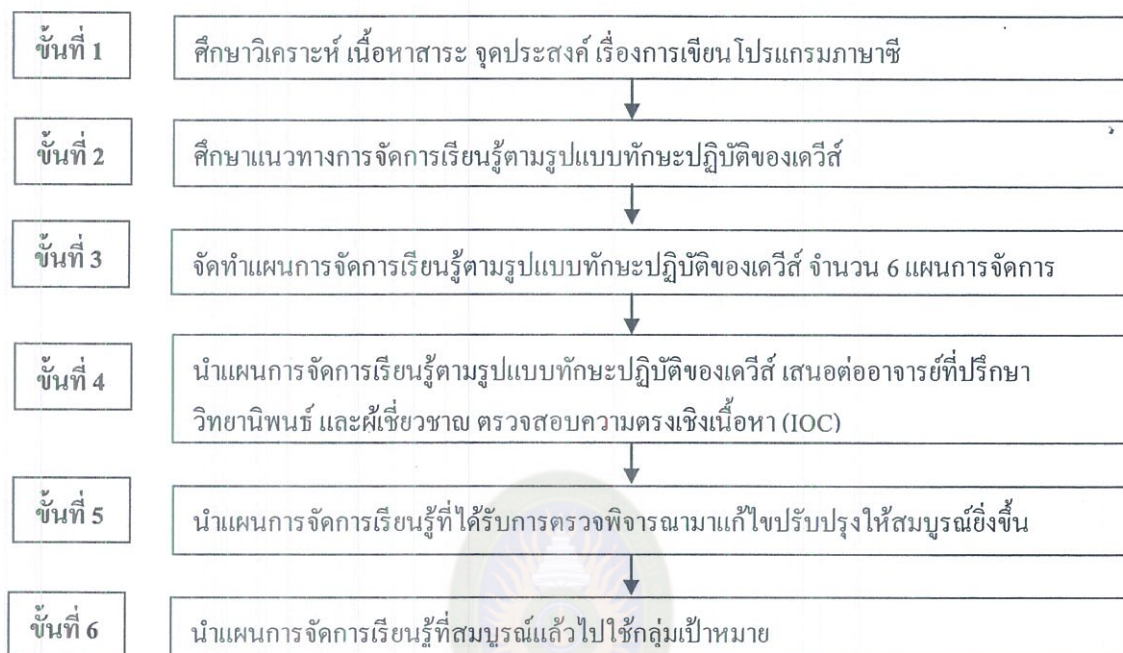 ขั้นที่ 1
ศึกษาวิเคราะห์ เนื้อหาสาระ จุดประสงค์ เรื่องการเขียนโปรแกรมภาษาซี
ขั้นที่ 2
ศึกษาแนวทางการจัดการเรียนรู้ตามรูปแบบทักษะปฏิบัติของเดวีส์
ขั้นที่ 3
จัดทำแผนการจัดการเรียนรู้ตามรูปแบบทักษะปฏิบัติของเดวีส์ จำนวน 6 แผนการจัดการ
ขั้นที่ 4
นำแผนการจัดการเรียนรู้ตามรูปแบบทักษะปฏิบัติของเดวีส์ เสนอต่ออาจารย์ที่ปรึกษา
วิทยานิพนธ์ และผู้เชี่ยวชาญ ตรวจสอบความตรงเชิงเนื้อหา (IOC)
ขั้นที่ 5
นำแผนการจัดการเรียนรู้ที่ได้รับการตรวจพิจารณามาแก้ไขปรับปรุงให้สมบูรณ์ยิ่งขึ้น
ขั้นที่ 6
นำแผนการจัดการเรียนรู้ที่สมบูรณ์แล้วไปใช้กลุ่มเป้าหมาย